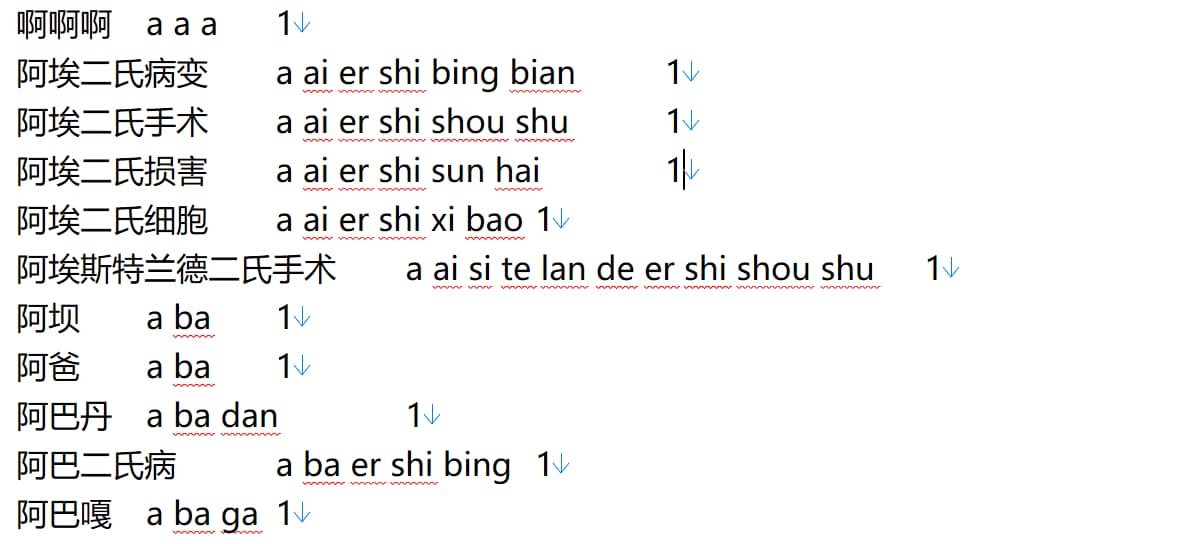 啊啊啊 a a a 1↓
阿埃二氏病变 a ai er shi bing bian 1↓
阿埃二氏手术 a ai er shi shou shu 1↓
阿埃二氏损害 a ai er shi sun hai 1↓
阿埃二氏细胞 a ai er shi xi bao 1↓
阿埃斯特兰德二氏手术 a ai si te lan de er shi shou shu 1↓
阿坝 a ba 1↓
阿爸 a ba 1↓
阿巴丹 a ba dan 1↓
阿巴二氏病 a ba er shi bing 1↓
阿巴嘎 a ba ga 1↓